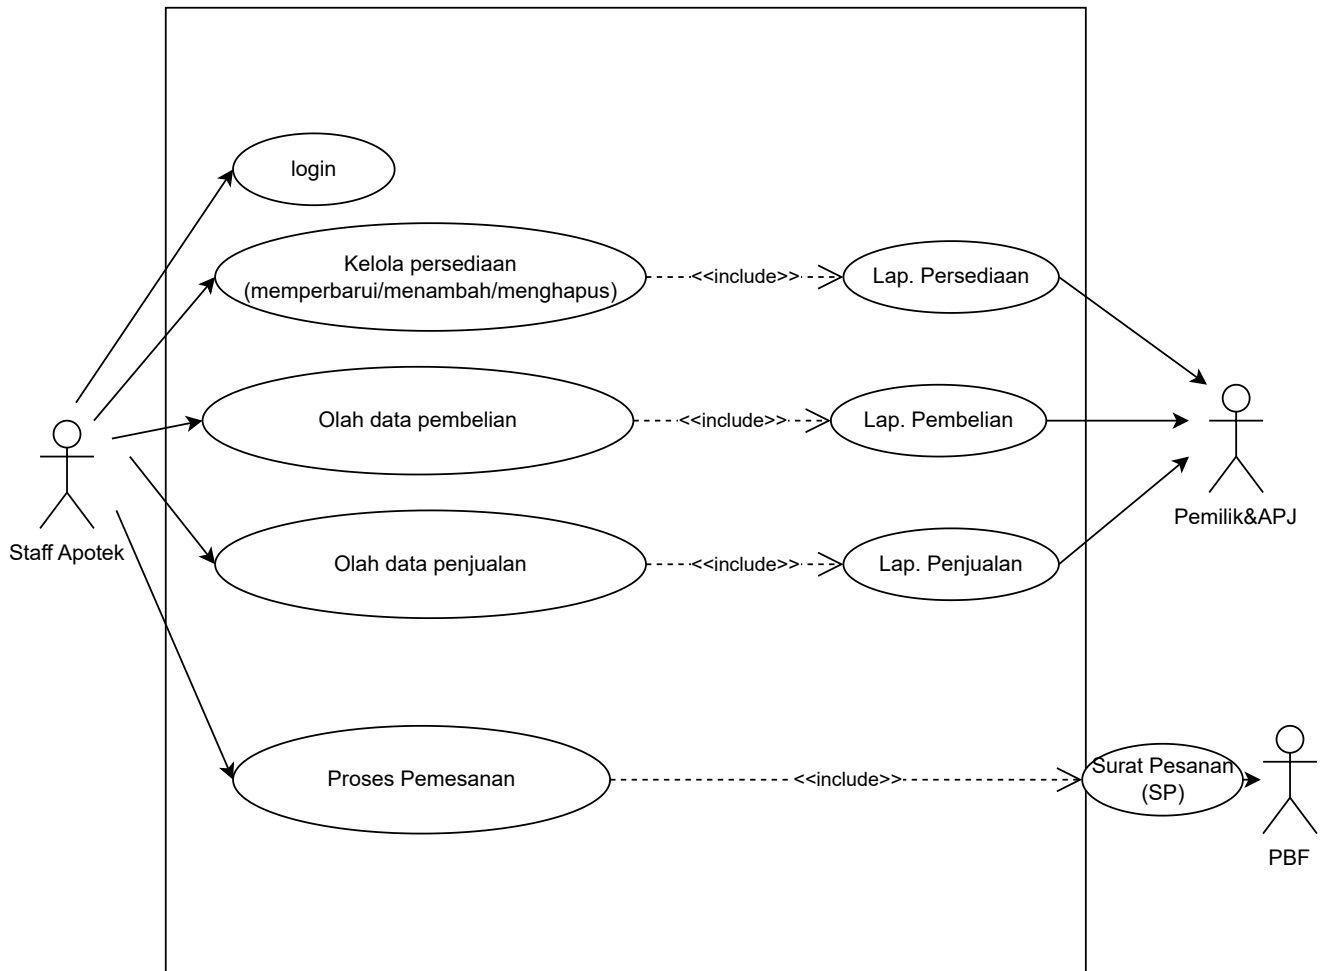 login
Kelola persediaan
(memperbarui/menambah/menghapus)
<<include>>
Lap. Persediaan
Olah data pembelian
<<include>>
Lap. Pembelian
Pemilik&APJ
Staff Apotek
Olah data penjualan
<<include>>
Lap. Penjualan
Proses Pemesanan
<<include>>
Surat Pesanan
(SP)
PBF